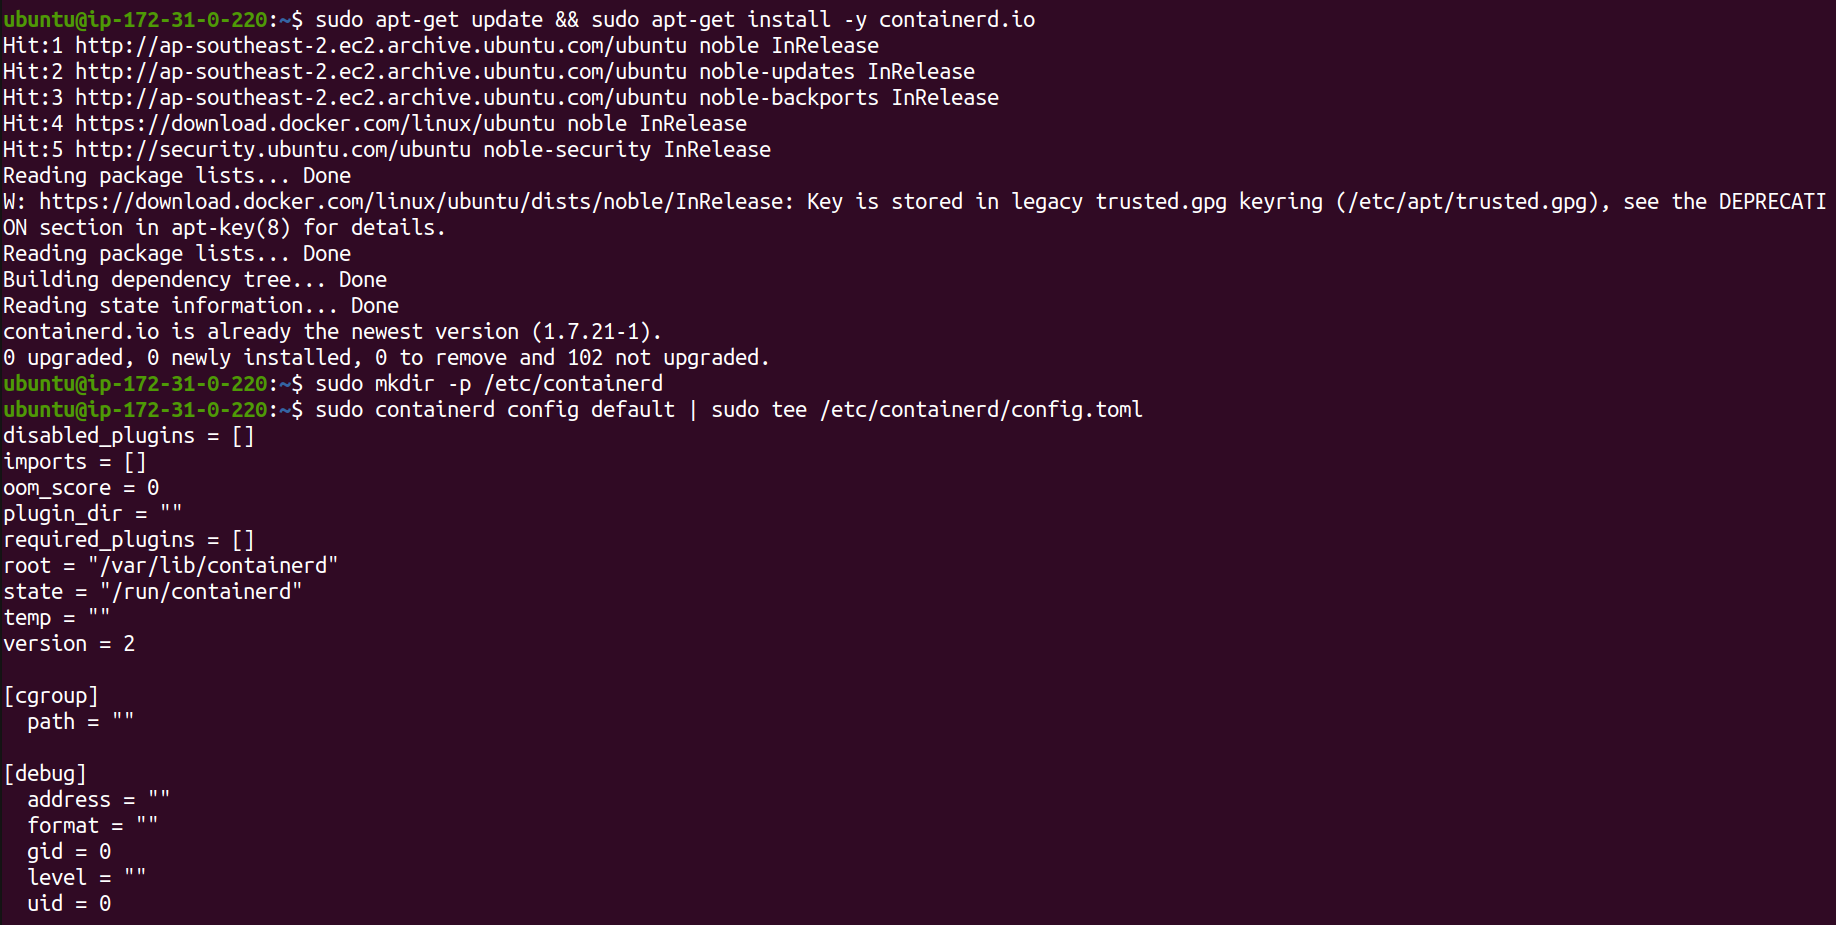 ubuntu@ip-172-31-0-220:~$ sudo apt-get update && sudo apt-get install -y containerd.io
Hit:1 http://ap-southeast-2.ec2.archive.ubuntu.com/ubuntu noble InRelease
Hit:2 http://ap-southeast-2.ec2.archive.ubuntu.com/ubuntu noble-updates InRelease
Hit:3 http://ap-southeast-2.ec2.archive.ubuntu.com/ubuntu noble-backports InRelease
Hit:4 https://download.docker.com/linux/ubuntu noble InRelease
Hit:5 http://security.ubuntu.com/ubuntu noble-security InRelease
Reading package lists... Done
W: https://download.docker.com/linux/ubuntu/dists/noble/InRelease: Key is stored in legacy trusted.gpg keyring (/etc/apt/trusted.gpg), see the DEPRECATI
ON section in apt-key(8) for details.
Reading package lists... Done
Building dependency tree... Done
Reading state information... Done
containerd.io is already the newest version (1.7.21-1).
0 upgraded, 0 newly installed, 0 to remove and 102 not upgraded.
ubuntu@ip-172-31-0-220:~$ sudo mkdir -p /etc/containerd
ubuntu@ip-172-31-0-220:~$ sudo containerd config default | sudo tee /etc/containerd/config.toml
disabled_plugins = []
imports = []
oom_score = 0
plugin_dir = ""
required_plugins = []
root = "/var/lib/containerd"
state = "/run/containerd"
temp = ""
version = 2

[cgroup]
  path = ""

[debug]
  address = ""
  format = ""
  gid = 0
  level = ""
  uid = 0